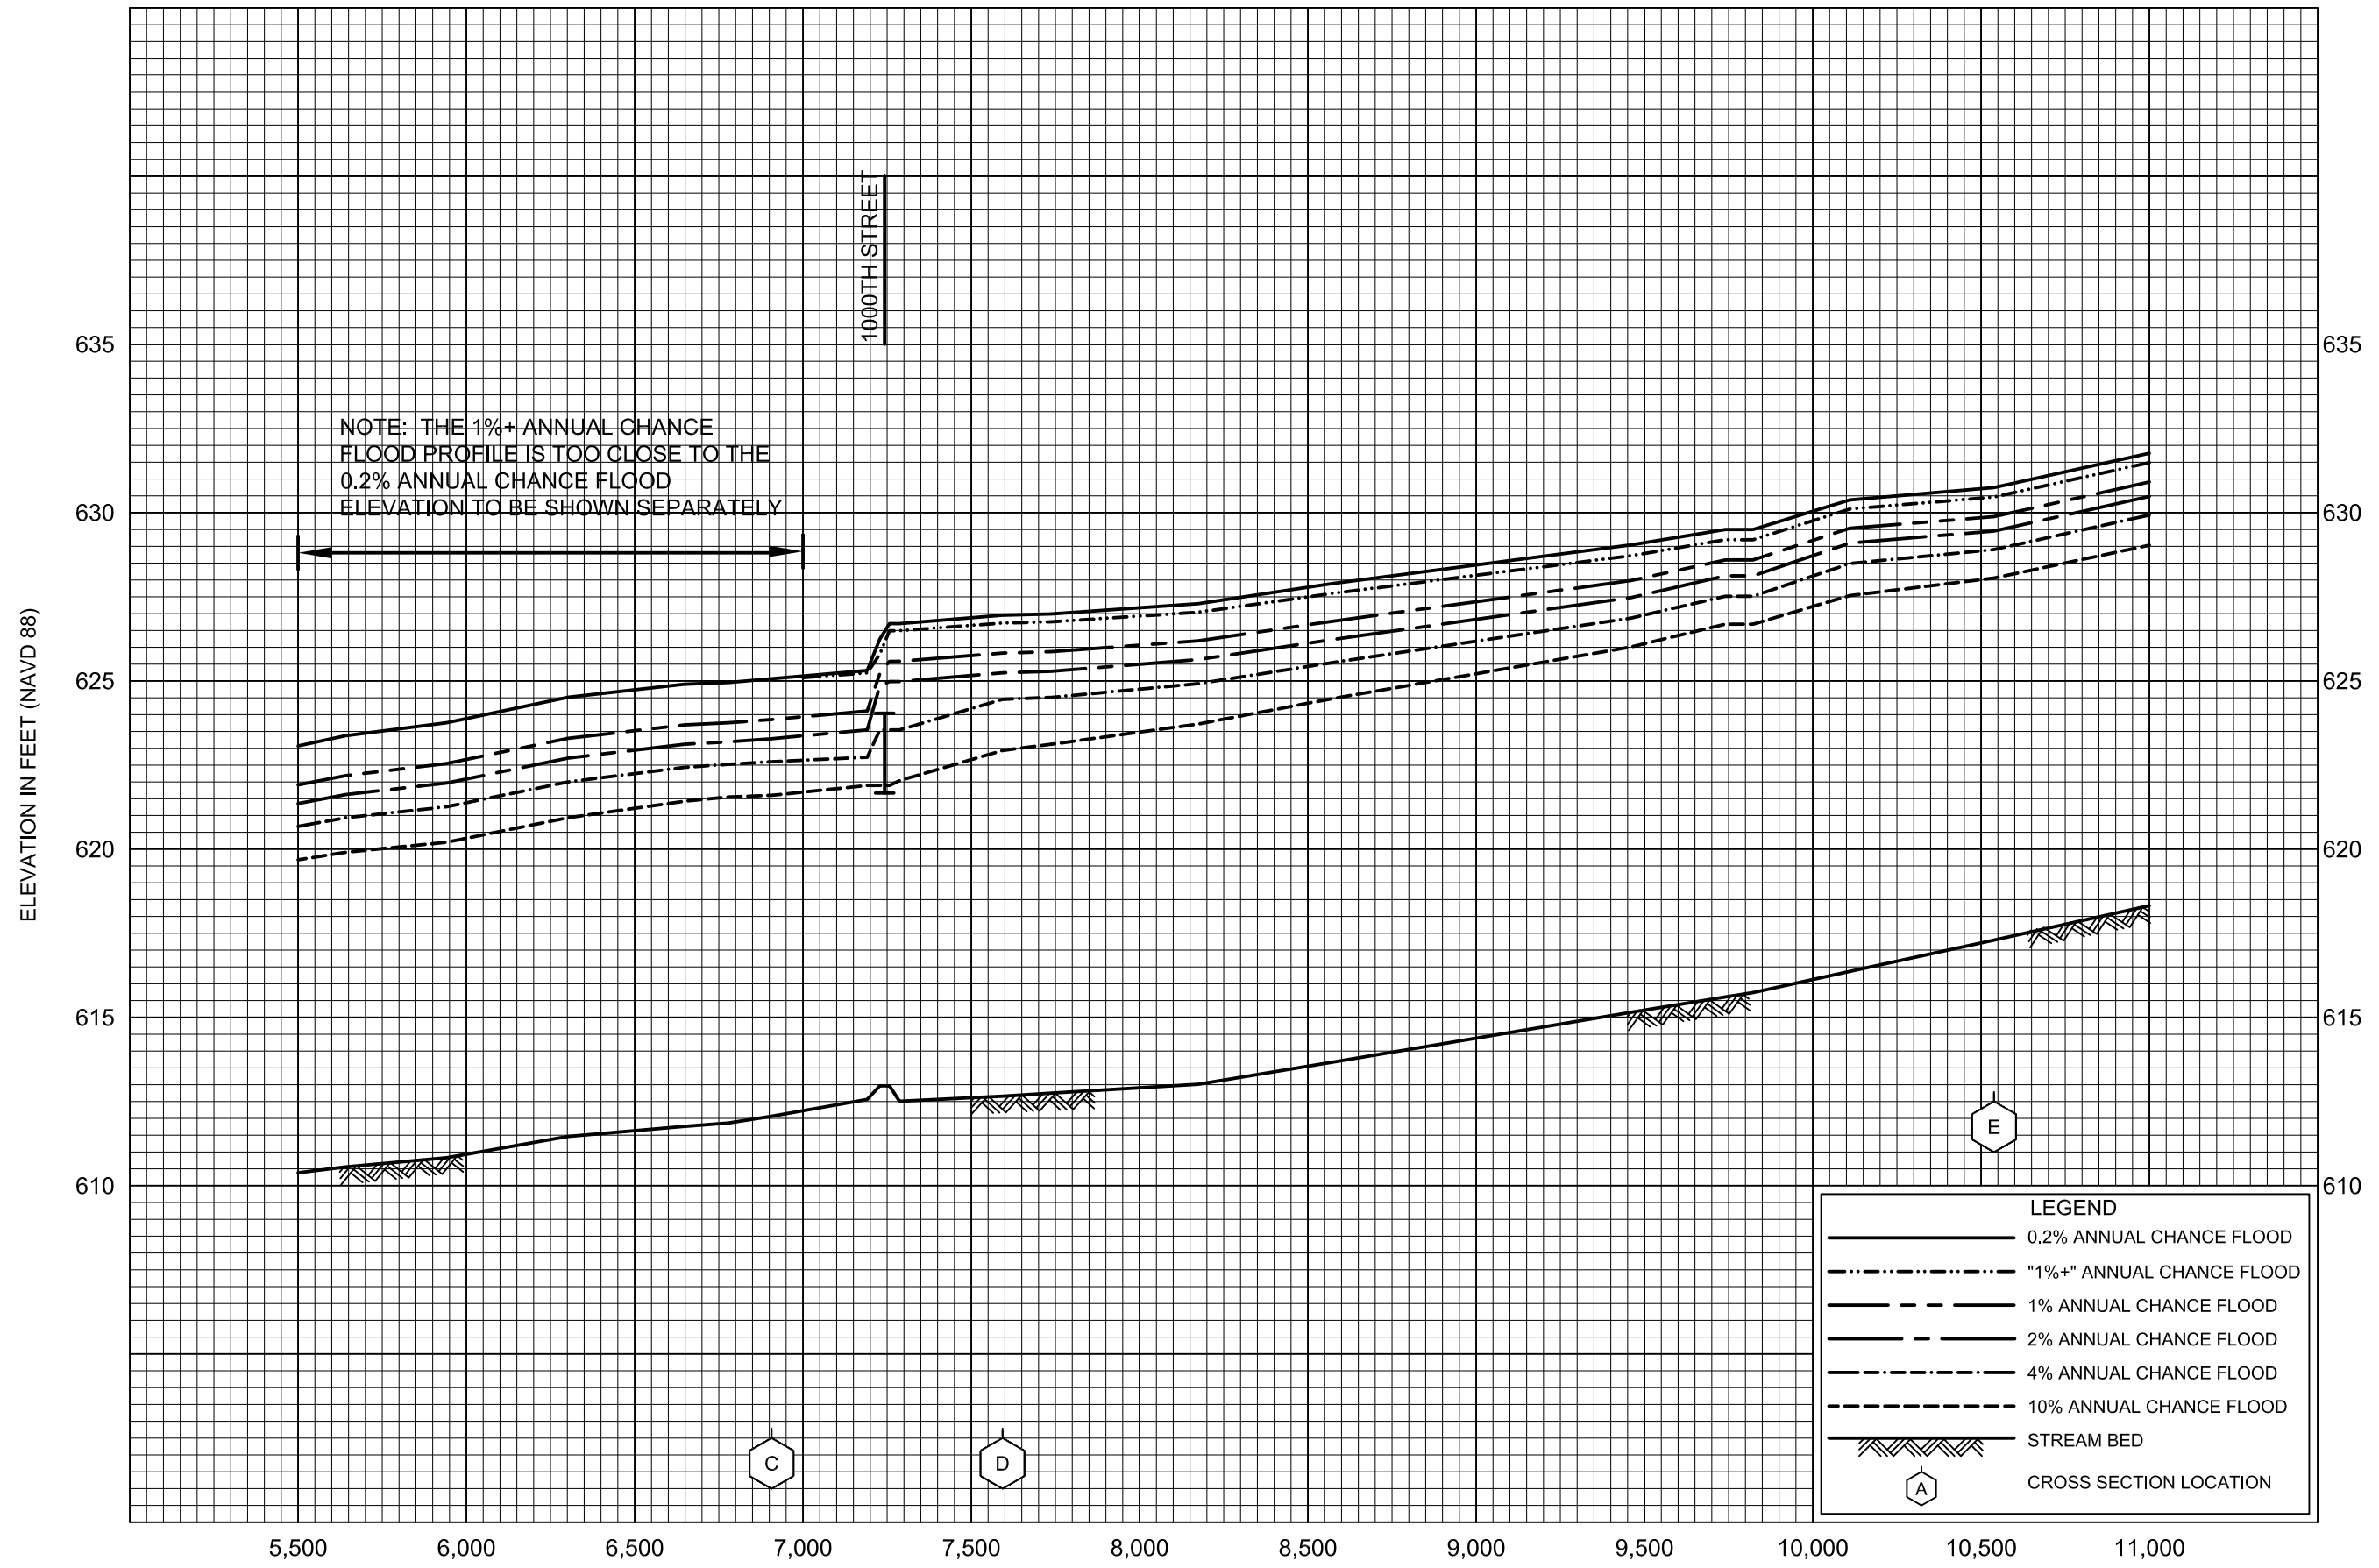 1000TH STREET
635
635
NOTE: THE 1%+ ANNUAL CHANCE
FLOOD PROFILE IS TOO CLOSE TO THE
0.2% ANNUAL CHANCE FLOOD
ELEVATION TO BE SHOWN SEPARATELY
630
630
ELEVATION IN FEET (NAVD 88)
625
625
620
620
615
615
610
610
E
C
D
LEGEND
0.2% ANNUAL CHANCE FLOOD
"1%+" ANNUAL CHANCE FLOOD
1% ANNUAL CHANCE FLOOD
2% ANNUAL CHANCE FLOOD
4% ANNUAL CHANCE FLOOD
10% ANNUAL CHANCE FLOOD
STREAM BED
A
CROSS SECTION LOCATION
5,500 6,000 6,500 7,000 7,500 8,000 8,500 9,000 9,500 10,000 10,500 11,000